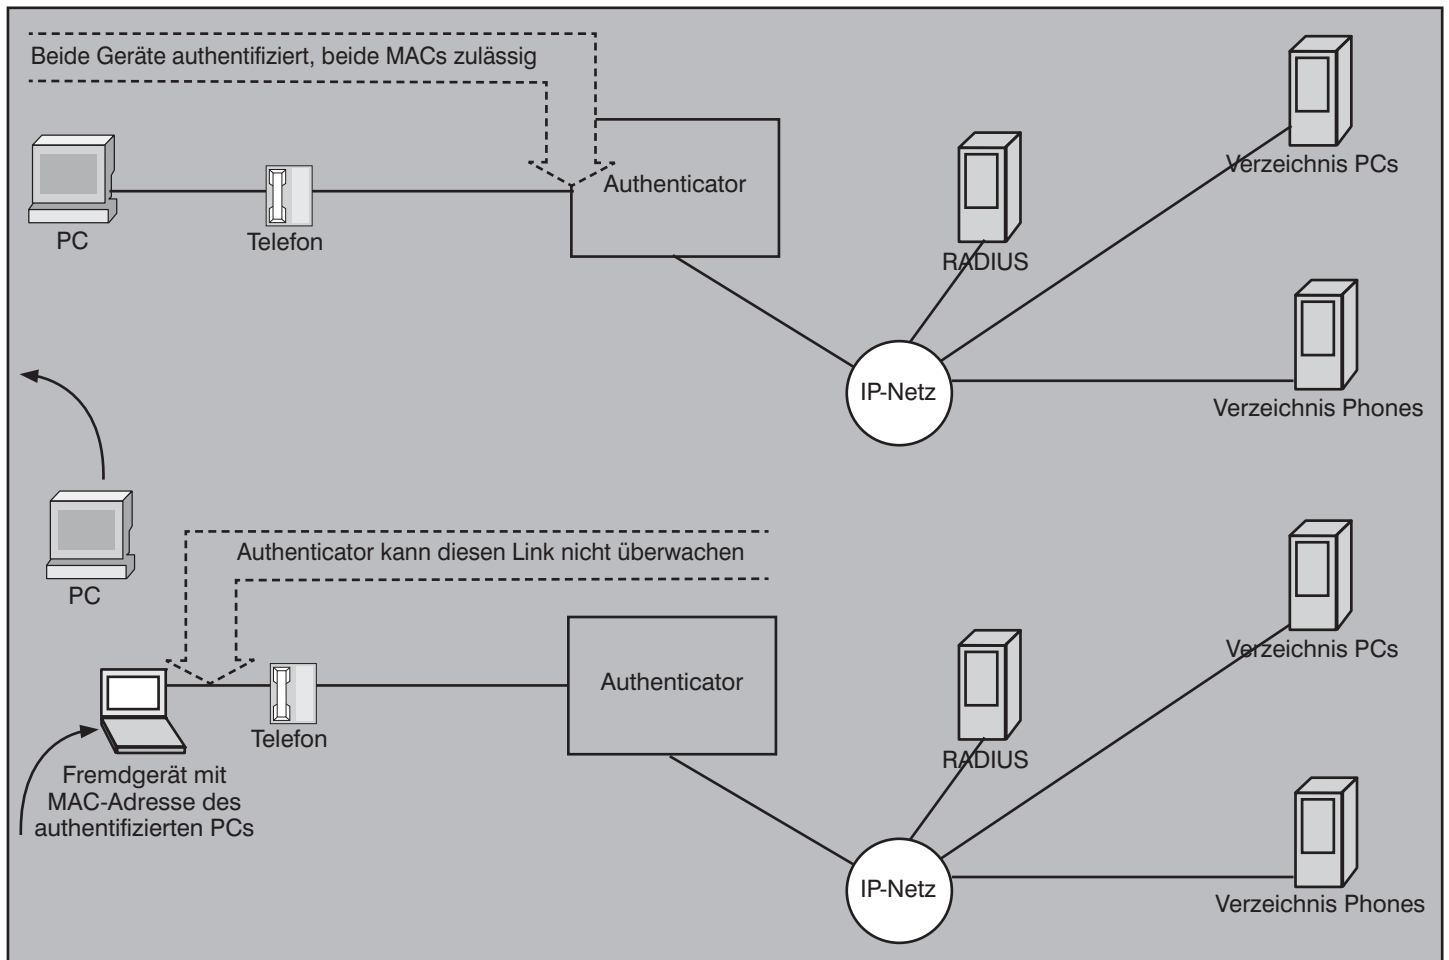 Beide Geräte authentifiziert, beide MACs zulässig
Verzeichnis PCs
Authenticator
PC
Telefon
RADIUS
IP-Netz
Verzeichnis Phones
Authenticator kann diesen Link nicht überwachen
PC
Verzeichnis PCs
Authenticator
Telefon
RADIUS
Fremdgerät mit
MAC-Adresse des
authentifizierten PCs
IP-Netz
Verzeichnis Phones